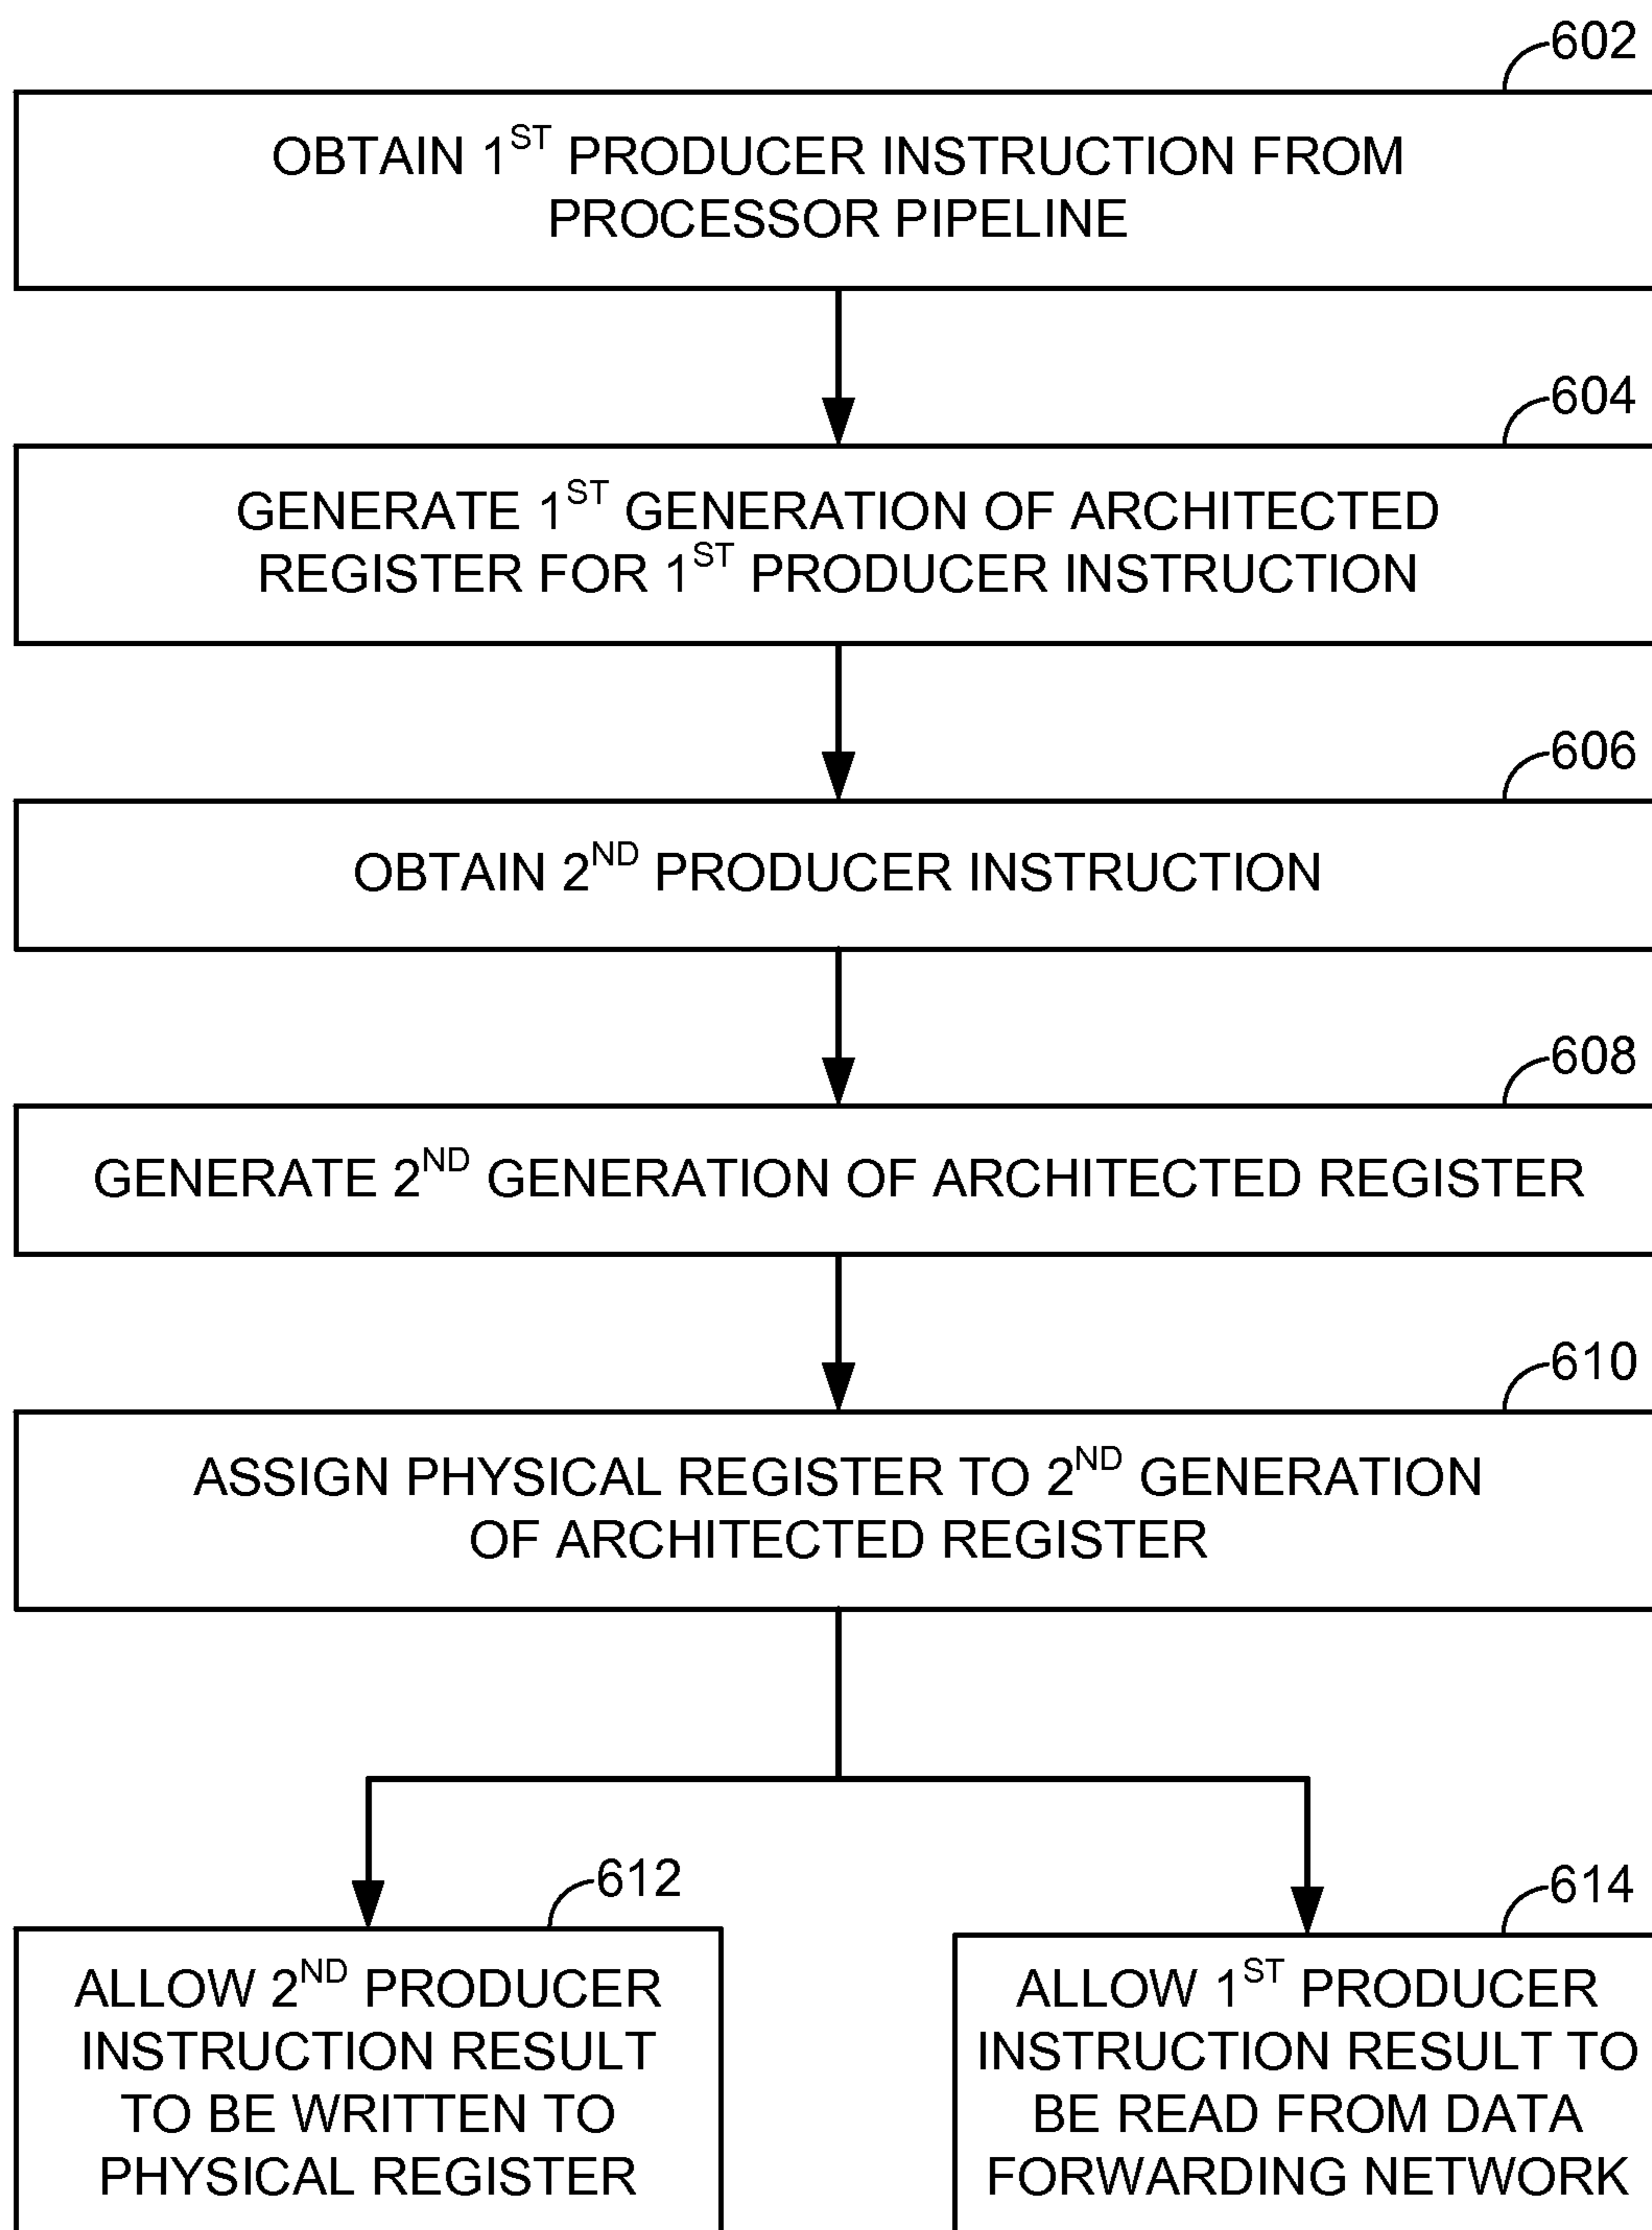 602
OBTAIN 1ST PRODUCER INSTRUCTION FROM
PROCESSOR PIPELINE
604
GENERATE 1ST GENERATION OF ARCHITECTED
REGISTER FOR 1ST PRODUCER INSTRUCTION
606
OBTAIN 2ND PRODUCER INSTRUCTION
608
GENERATE 2ND GENERATION OF ARCHITECTED REGISTER
610
ASSIGN PHYSICAL REGISTER TO 2ND GENERATION
OF ARCHITECTED REGISTER
612
ALLOW 2ND PRODUCER
INSTRUCTION RESULT
TO BE WRITTEN TO
PHYSICAL REGISTER
614
ALLOW 1ST PRODUCER
INSTRUCTION RESULT TO
BE READ FROM DATA
FORWARDING NETWORK